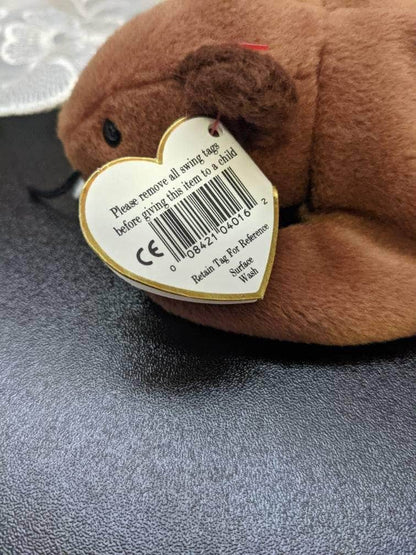 Please remove all swing tags
before giving this item to a child
CE
0 08421 04016 2
Retain Tag For Reference
Surface
Wash